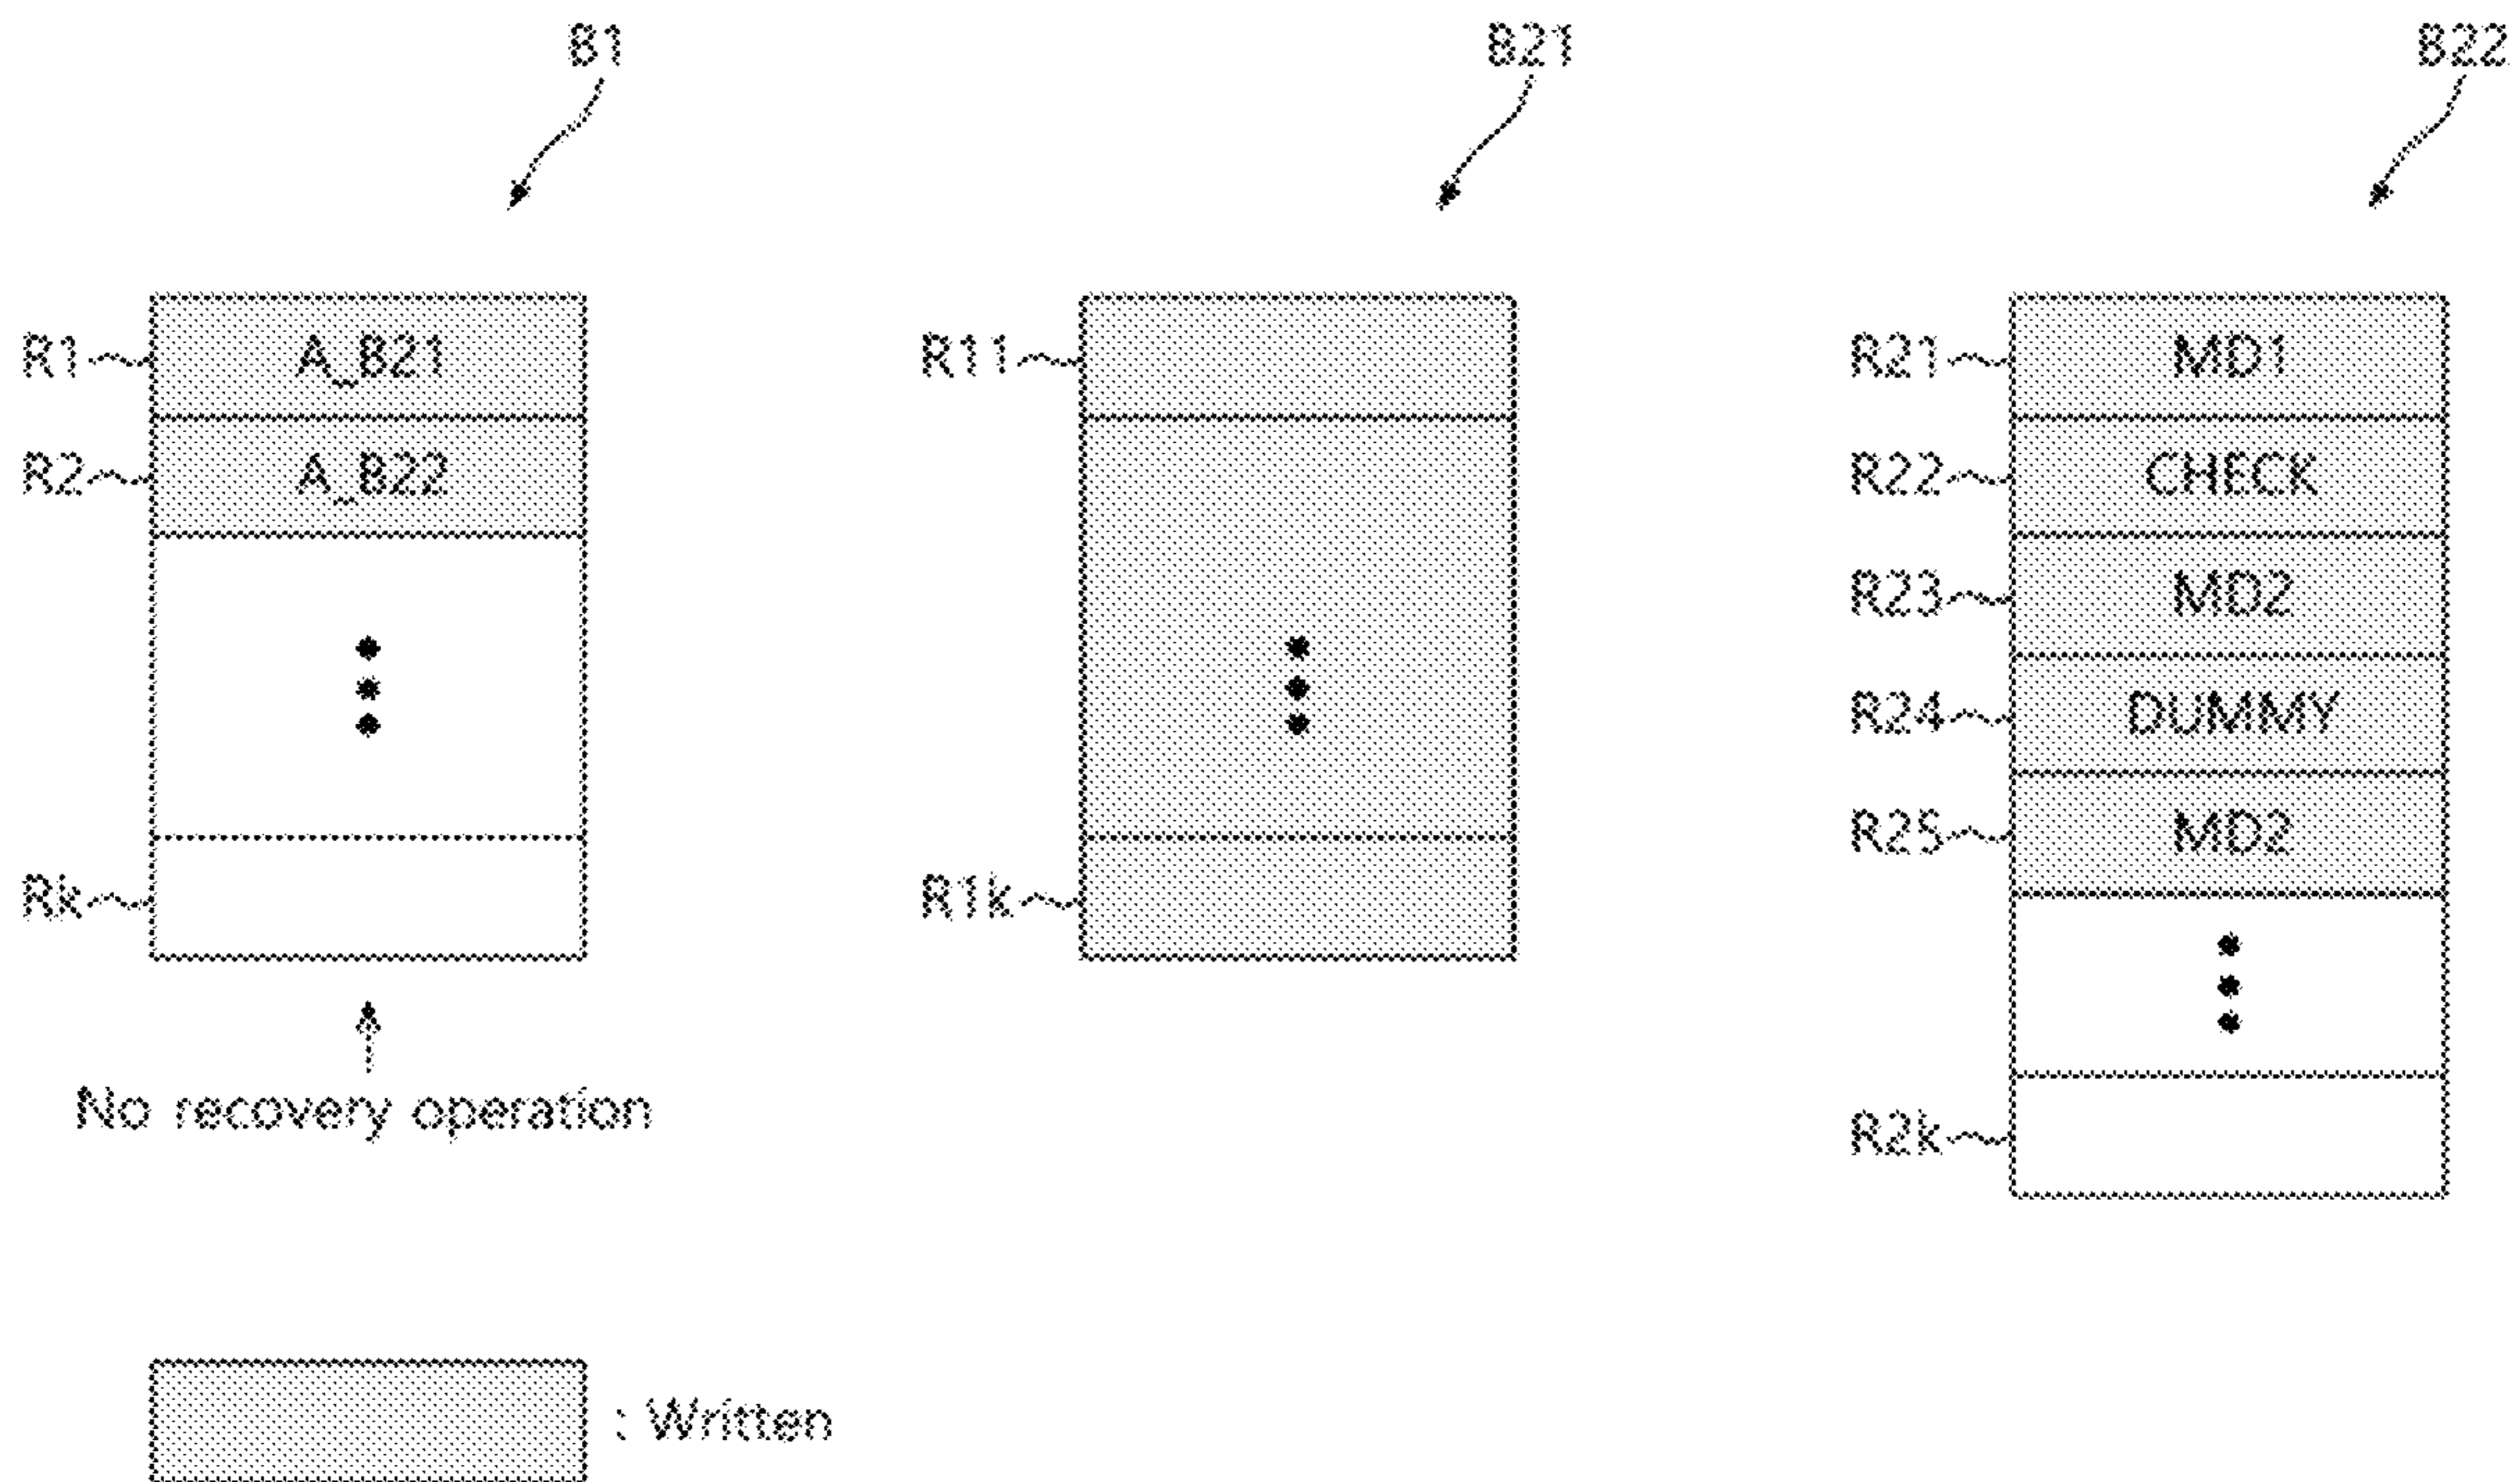 B1
B21
B22
R1 A_B21
R2 A_B22
Rk
No recovery operation
R11
R1k
R21 MD1
R22 CHECK
R23 MD2
R24 DUMMY
R25 MD2
R2k
: Written